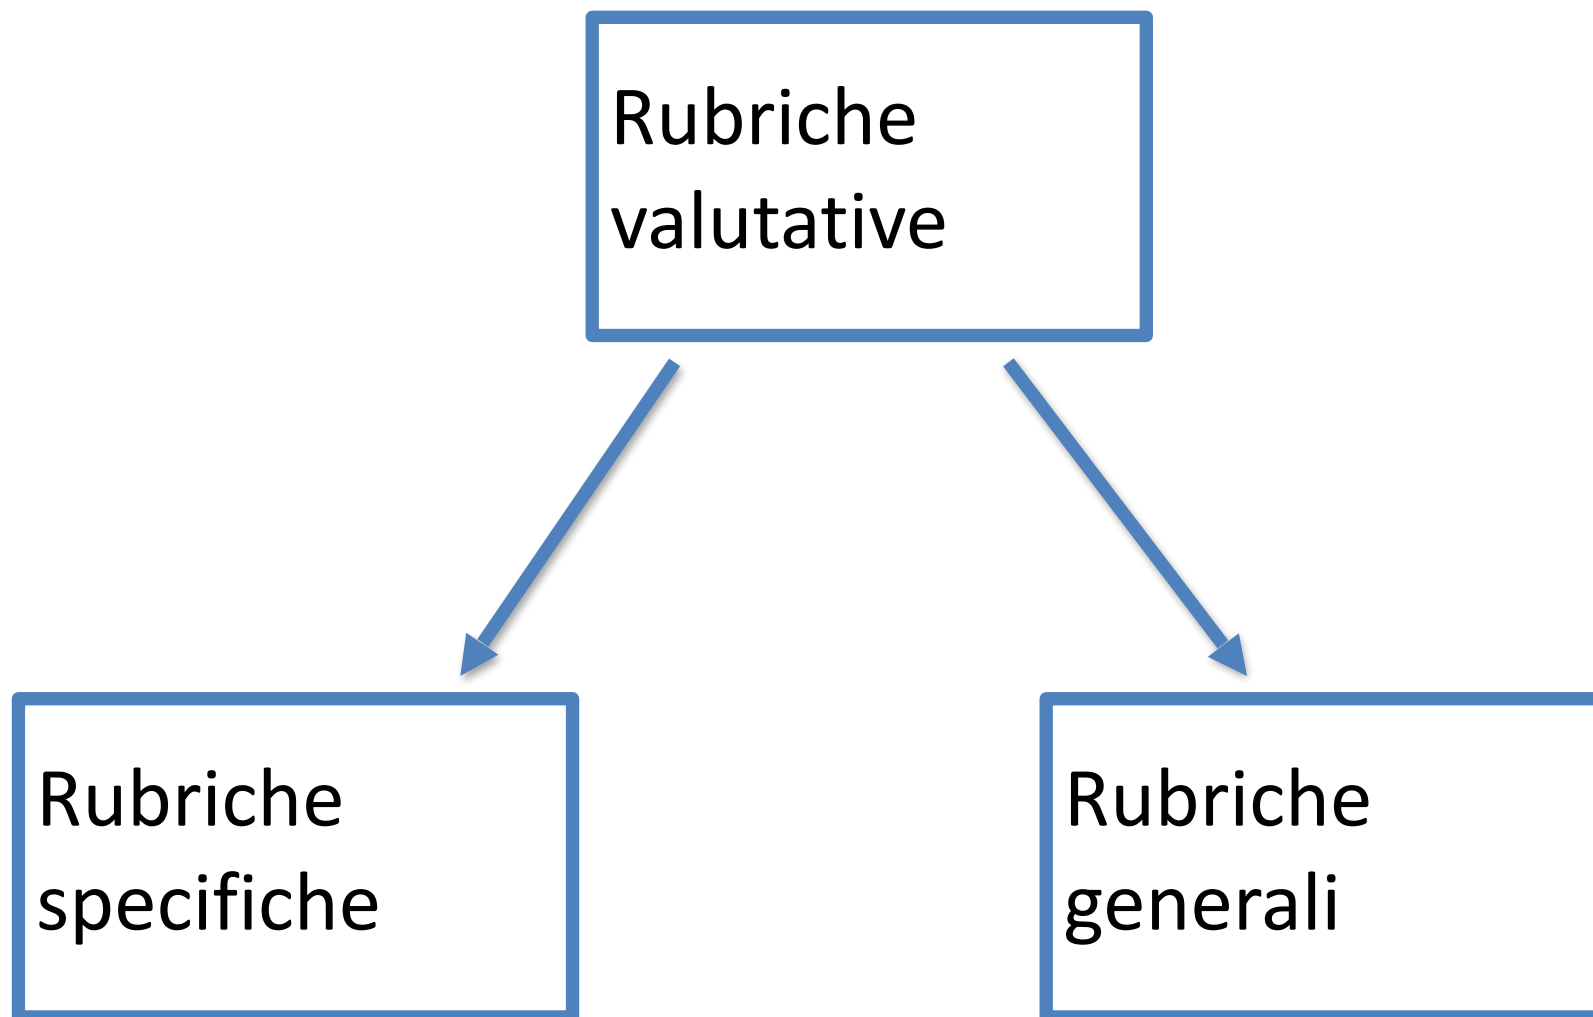 Rubriche
valutative
Rubriche
specifiche
Rubriche
generali